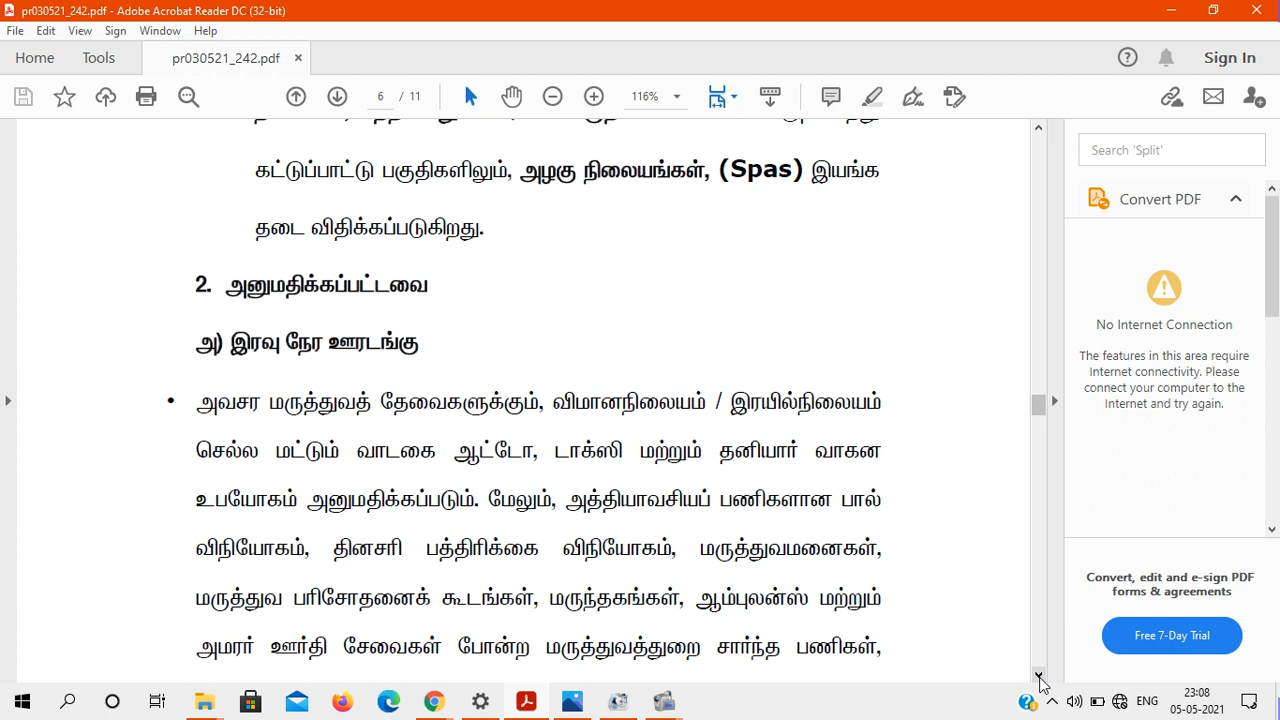 pr030521_242.pdf - Adobe Acrobat Reader DC (32-bit)
File Edit View Sign Window Help
Home Tools pr030521_242.pdf × Sign In
6 / 11 116%
கட்டுப்பாட்டு பகுதிகளிலும், அழகு நிலையங்கள், (Spas) இயங்க
தடை விதிக்கப்படுகிறது.
2. அனுமதிக்கப்பட்டவை
அ) இரவு நேர ஊரடங்கு
• அவசர மருத்துவத் தேவைகளுக்கும், விமானநிலையம் / இரயில்நிலையம்
செல்ல மட்டும் வாடகை ஆட்டோ, டாக்ஸி மற்றும் தனியார் வாகன
உபயோகம் அனுமதிக்கப்படும். மேலும், அத்தியாவசியப் பணிகளான பால்
விநியோகம், தினசரி பத்திரிக்கை விநியோகம், மருத்துவமனைகள்,
மருத்துவ பரிசோதனைக் கூடங்கள், மருந்தகங்கள், ஆம்புலன்ஸ் மற்றும்
அமரர் ஊர்தி சேவைகள் போன்ற மருத்துவத்துறை சார்ந்த பணிகள்,
Search 'Split'
Convert PDF
No Internet Connection
The features in this area require
Internet connectivity. Please
connect your computer to the
Internet and try again.
Convert, edit and e-sign PDF
forms & agreements
Free 7-Day Trial
ENG
23:08
05-05-2021